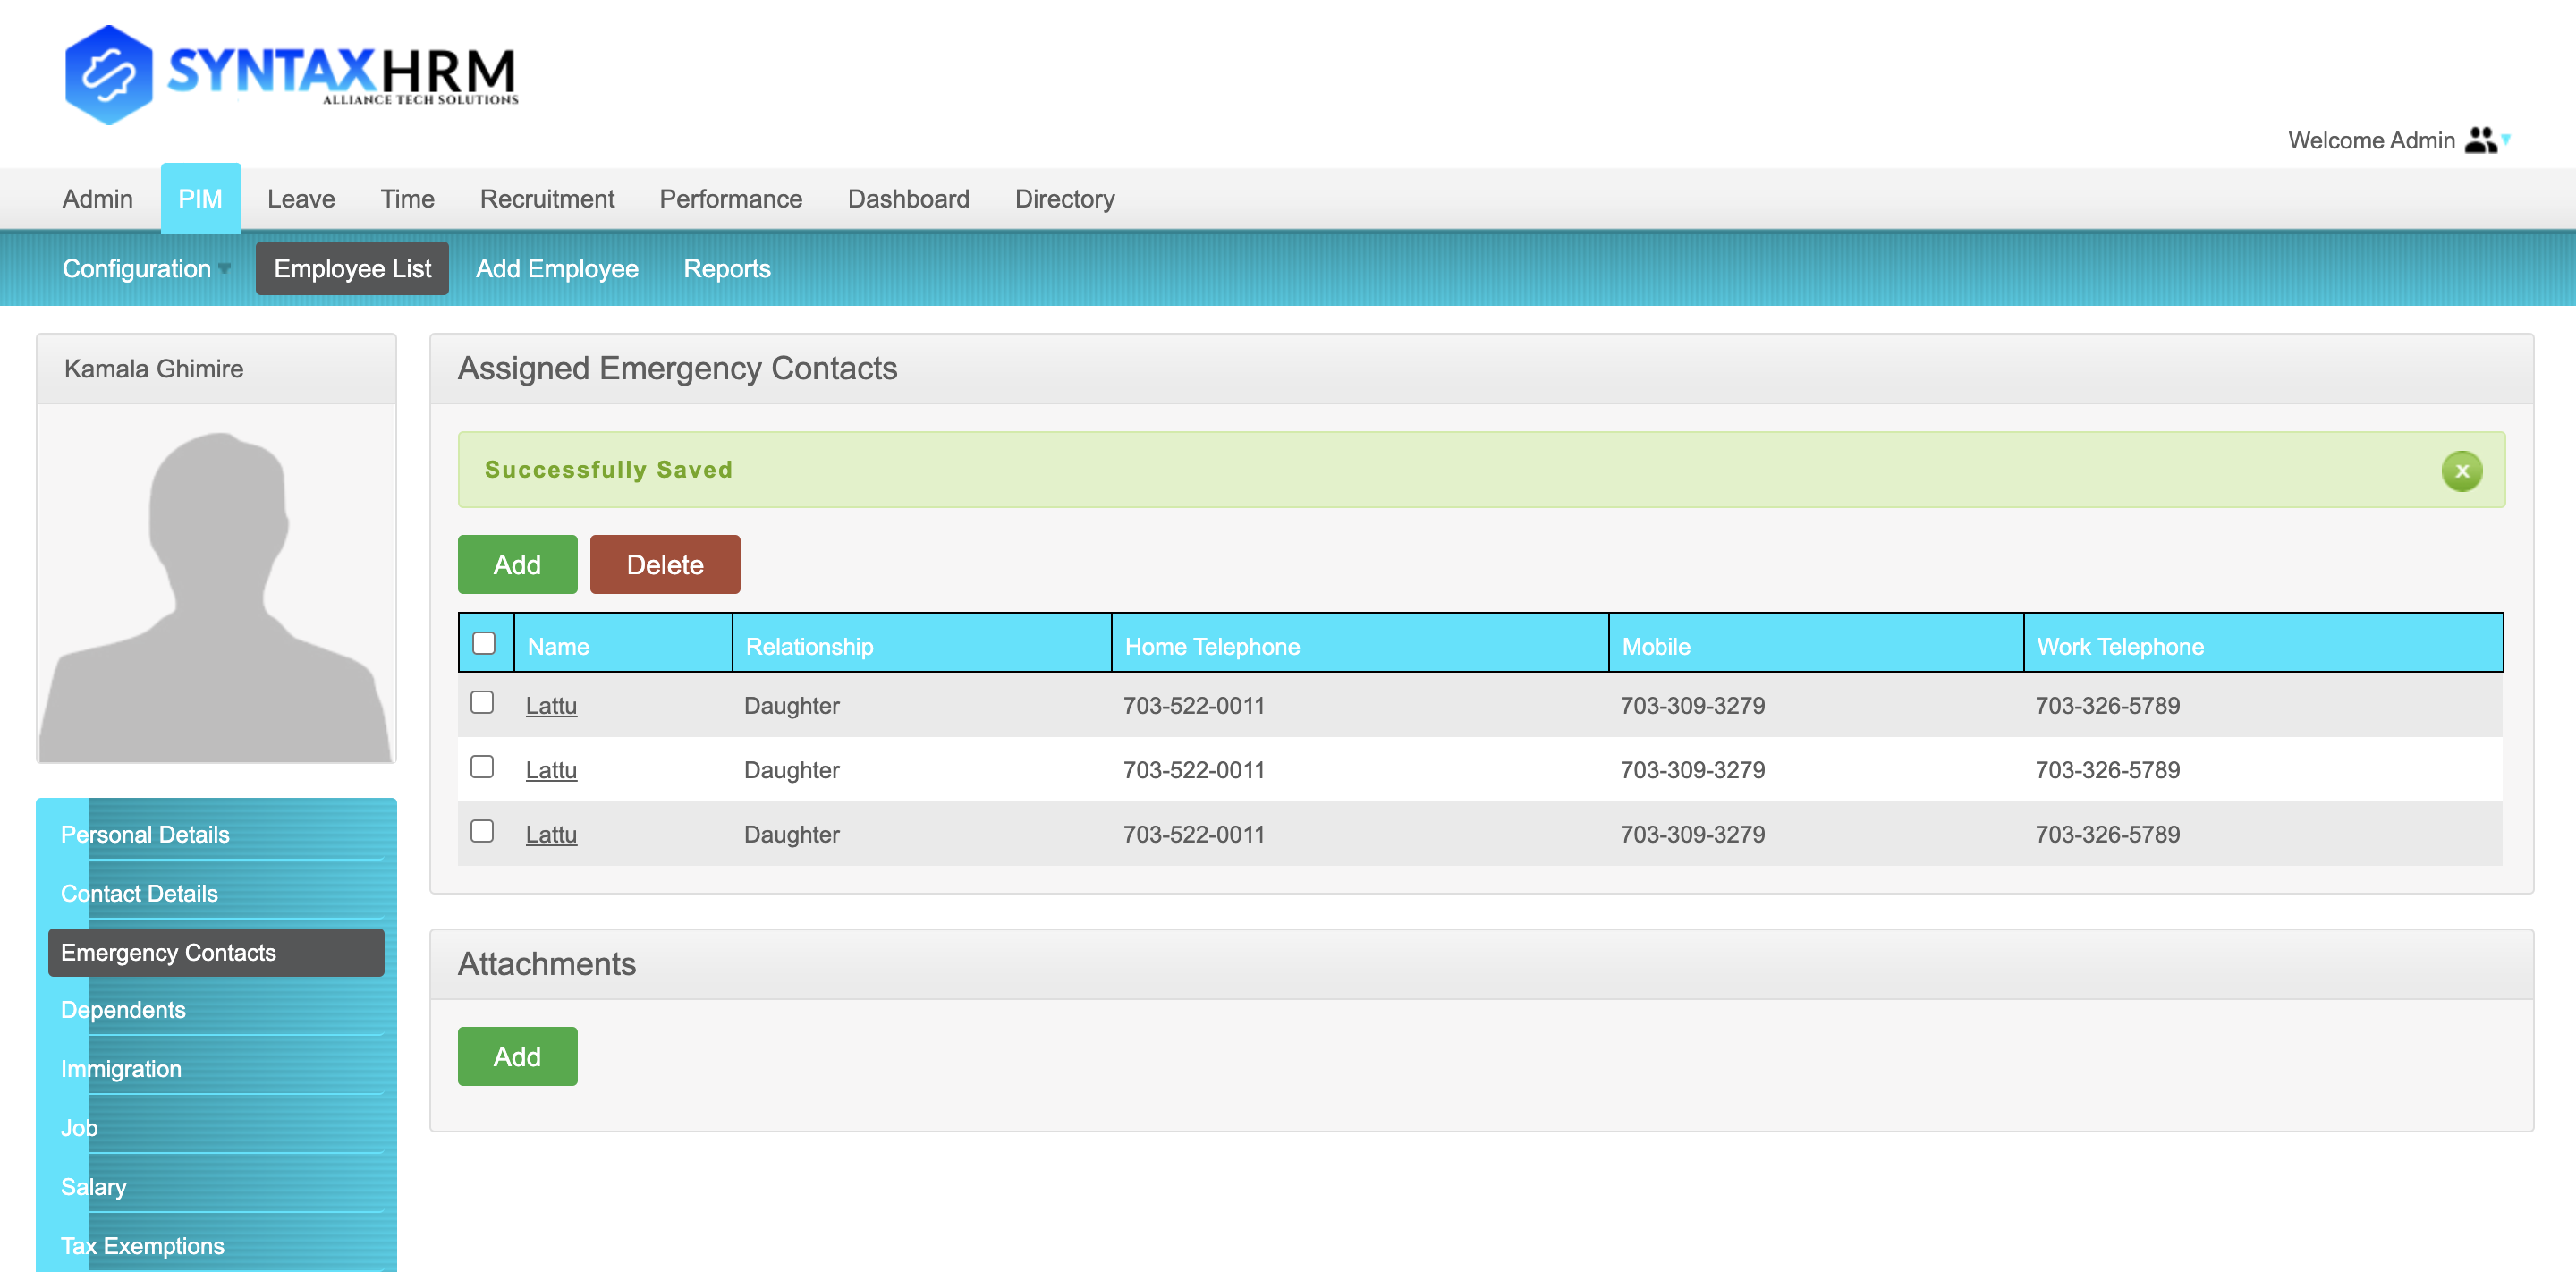 SYNTAXHRM
ALLIANCE TECH SOLUTIONS
Welcome Admin
Admin PIM Leave Time Recruitment Performance Dashboard Directory
Configuration Employee List Add Employee Reports
Kamala Ghimire
Personal Details
Contact Details
Emergency Contacts
Dependents
Immigration
Job
Salary
Tax Exemptions
Assigned Emergency Contacts
Successfully Saved
x
Add Delete
Name Relationship Home Telephone Mobile Work Telephone
Lattu Daughter 703-522-0011 703-309-3279 703-326-5789
Lattu Daughter 703-522-0011 703-309-3279 703-326-5789
Lattu Daughter 703-522-0011 703-309-3279 703-326-5789
Attachments
Add